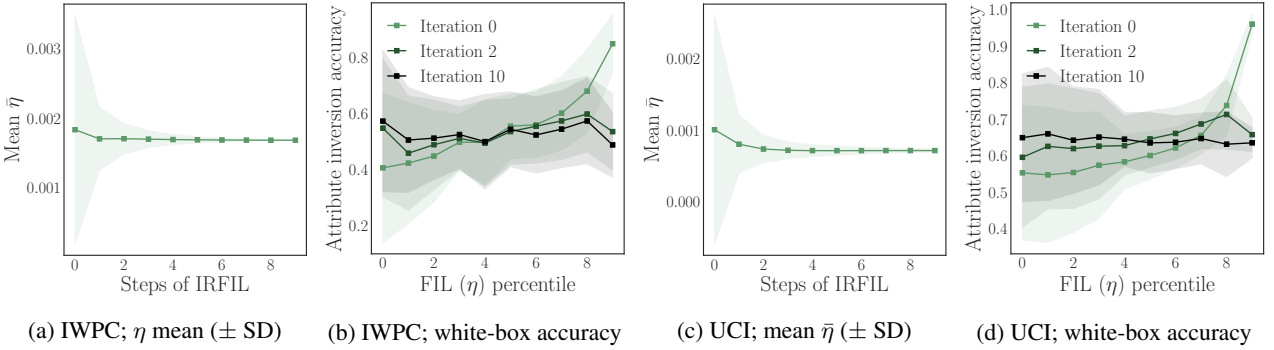 Mean η̄
0.003
0.002
0.001
0 2 4 6 8
Steps of IRFIL
(a) IWPC; η mean (± SD)
Attribute inversion accuracy
0.8
0.6
0.4
0.2
Iteration 0
Iteration 2
Iteration 10
0 2 4 6 8
FIL (η) percentile
(b) IWPC; white-box accuracy
Mean η̄
0.002
0.001
0.000
0 2 4 6 8
Steps of IRFIL
(c) UCI; mean η̄ (± SD)
Attribute inversion accuracy
1.0
0.9
0.8
0.7
0.6
0.5
0.4
Iteration 0
Iteration 2
Iteration 10
0 2 4 6 8
FIL (η) percentile
(d) UCI; white-box accuracy